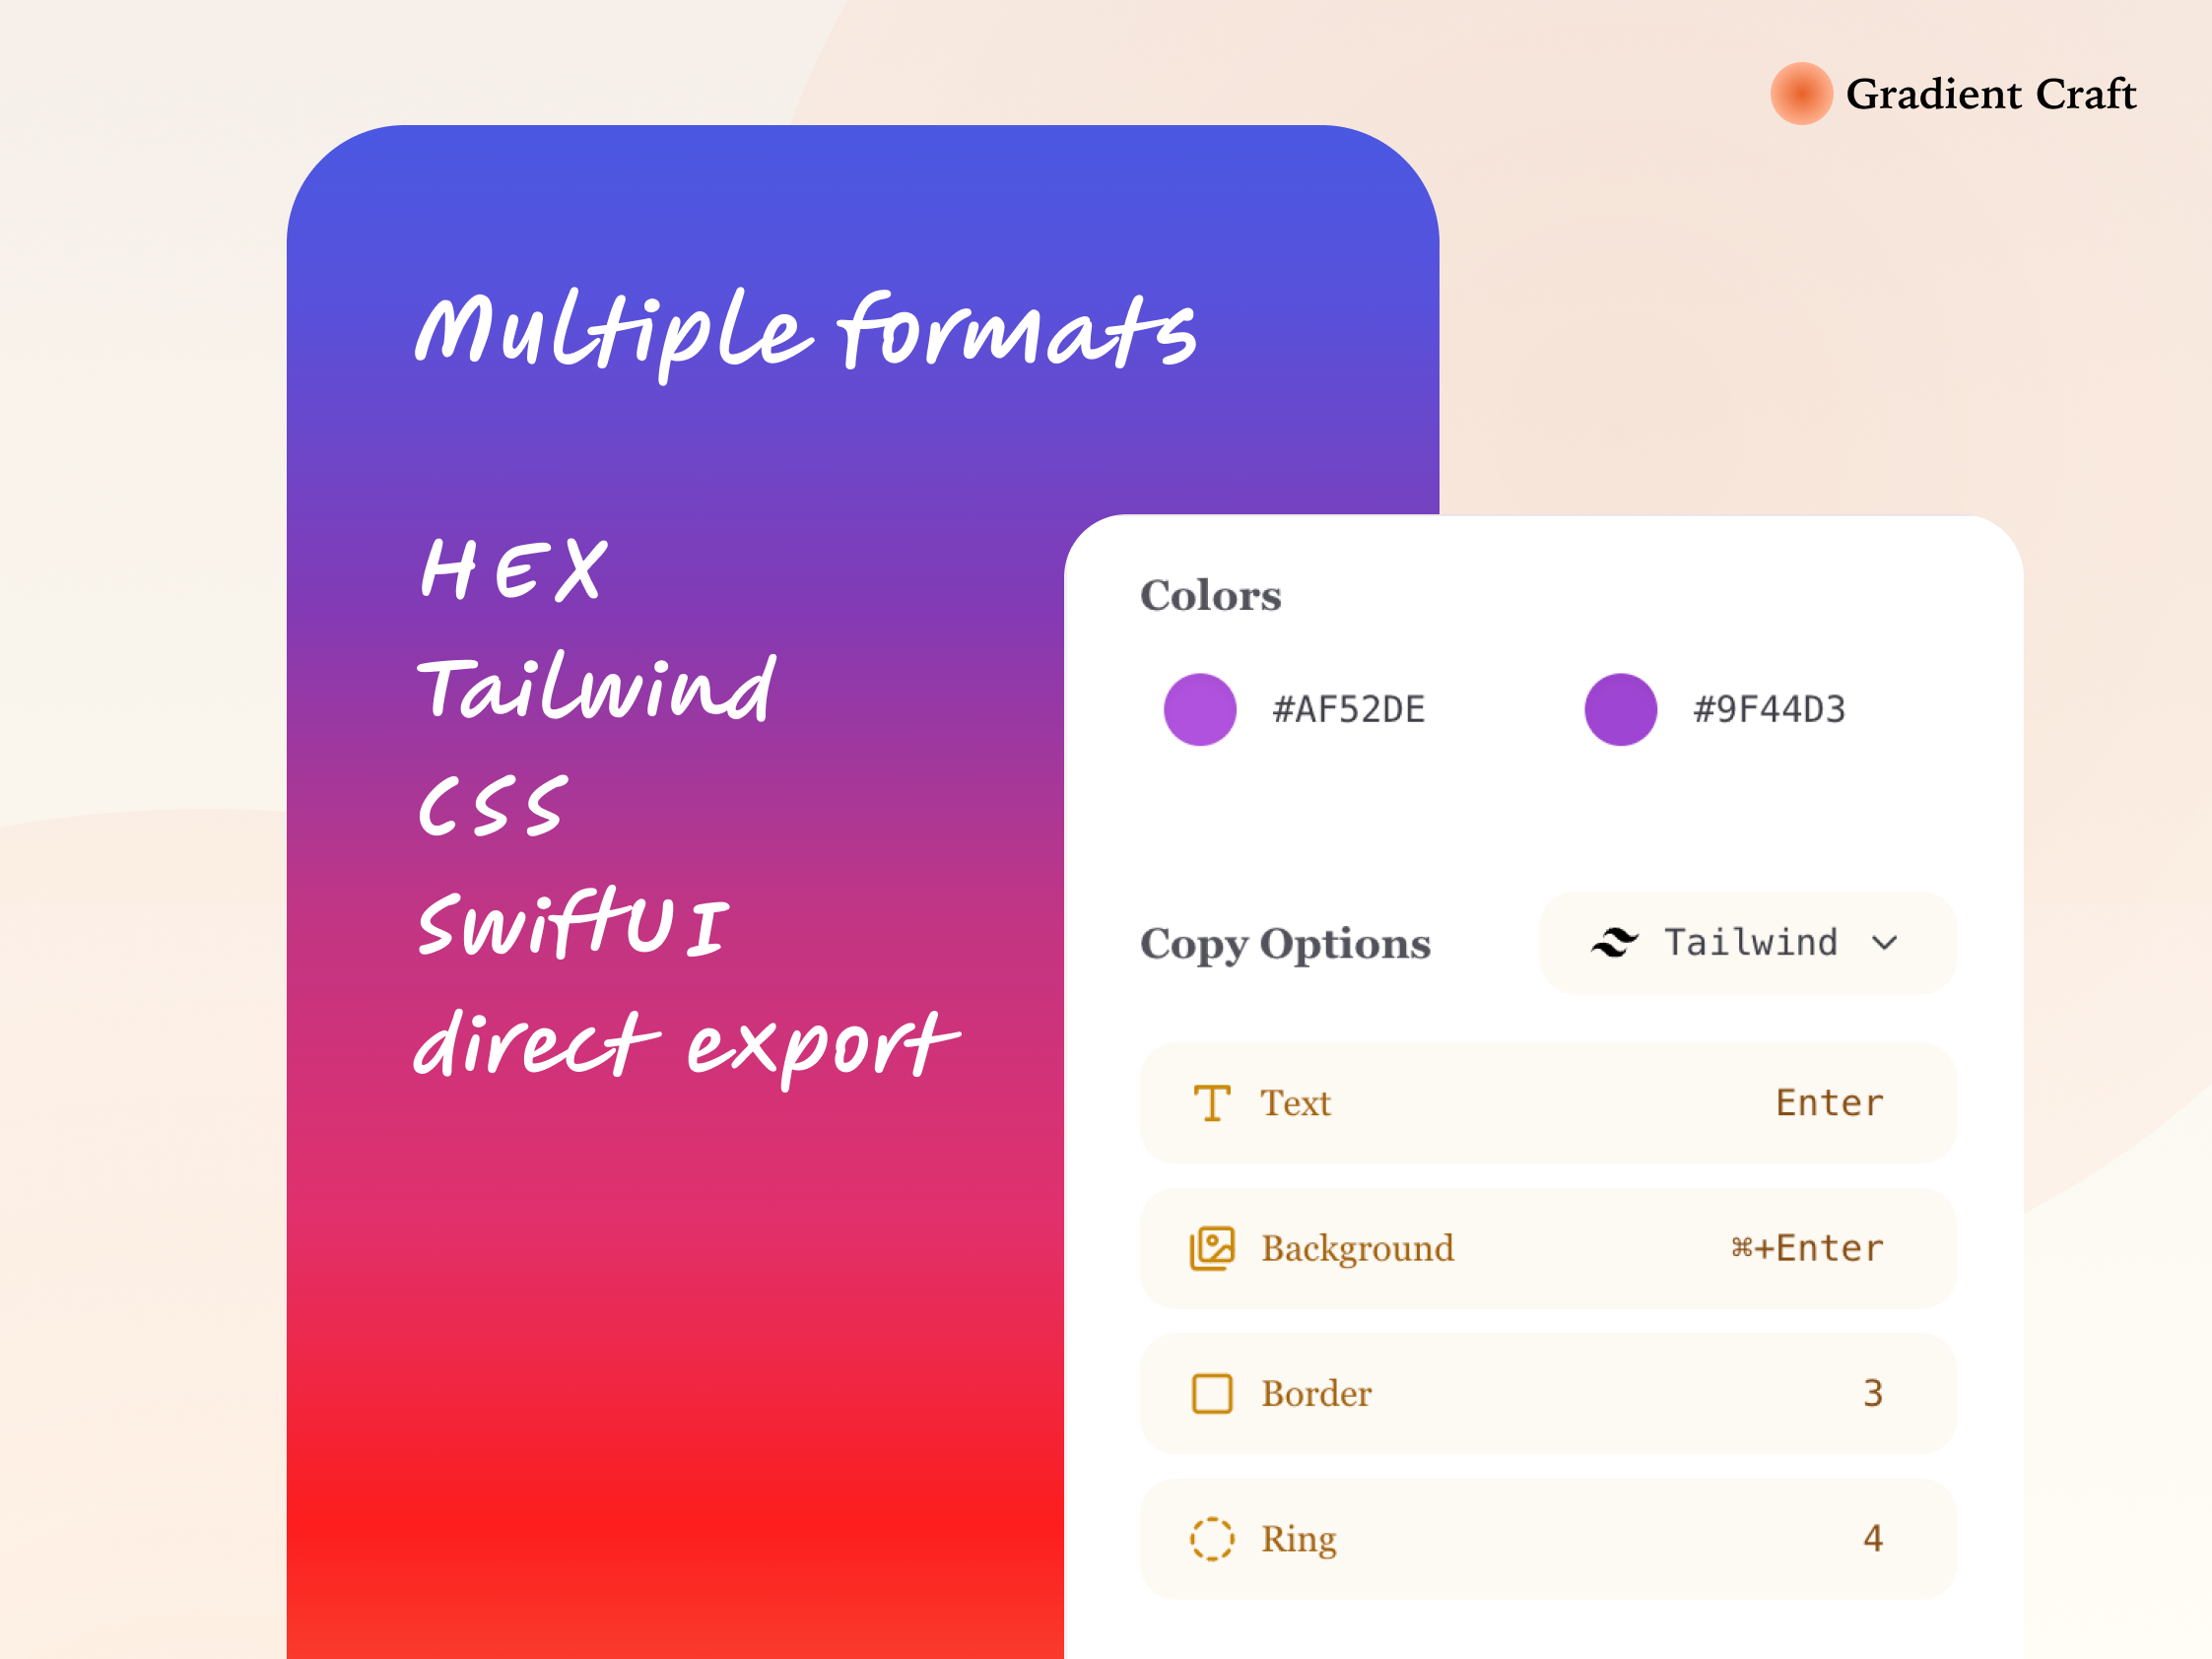 Gradient Craft
Multiple formats
HEX
Tailwind
CSS
SwiftUI
direct export
Colors
#AF52DE #9F44D3
Copy Options Tailwind
Text Enter
Background ⌘+Enter
Border 3
Ring 4